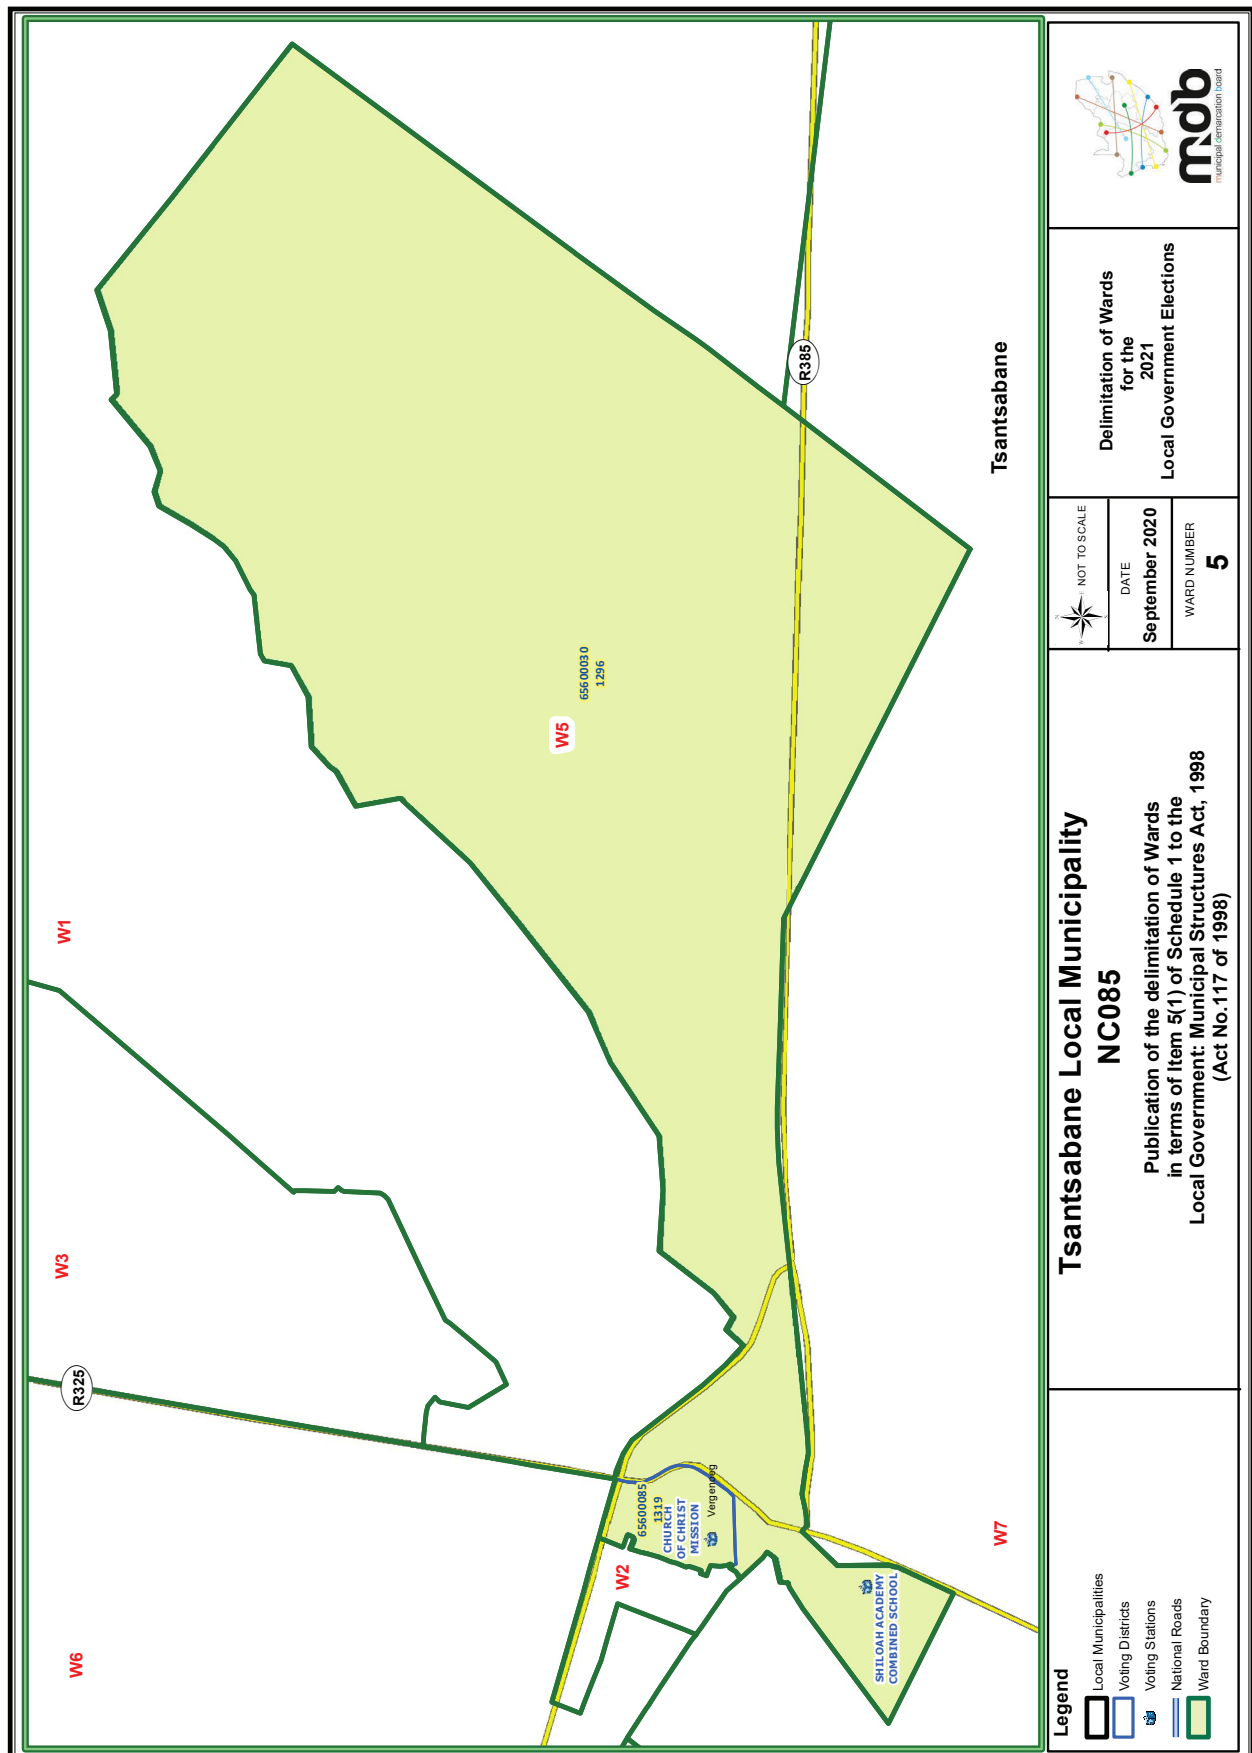 W1
W3
R325
W6
W5
65600030
1296
R385
Tsantsabane
65600085
1319
CHURCH
OF CHRIST
MISSION
Vergenoeg
W2
SHILOAH ACADEMY
COMBINED SCHOOL
W7
Legend
Local Municipalities
Voting Districts
Voting Stations
National Roads
Ward Boundary
Tsantsabane Local Municipality
NC085
Publication of the delimitation of Wards
in terms of Item 5(1) of Schedule 1 to the
Local Government: Municipal Structures Act, 1998
(Act No.117 of 1998)
N
W
E
S
NOT TO SCALE
DATE
September 2020
WARD NUMBER
5
Delimitation of Wards
for the
2021
Local Government Elections
mdb
municipal demarcation board